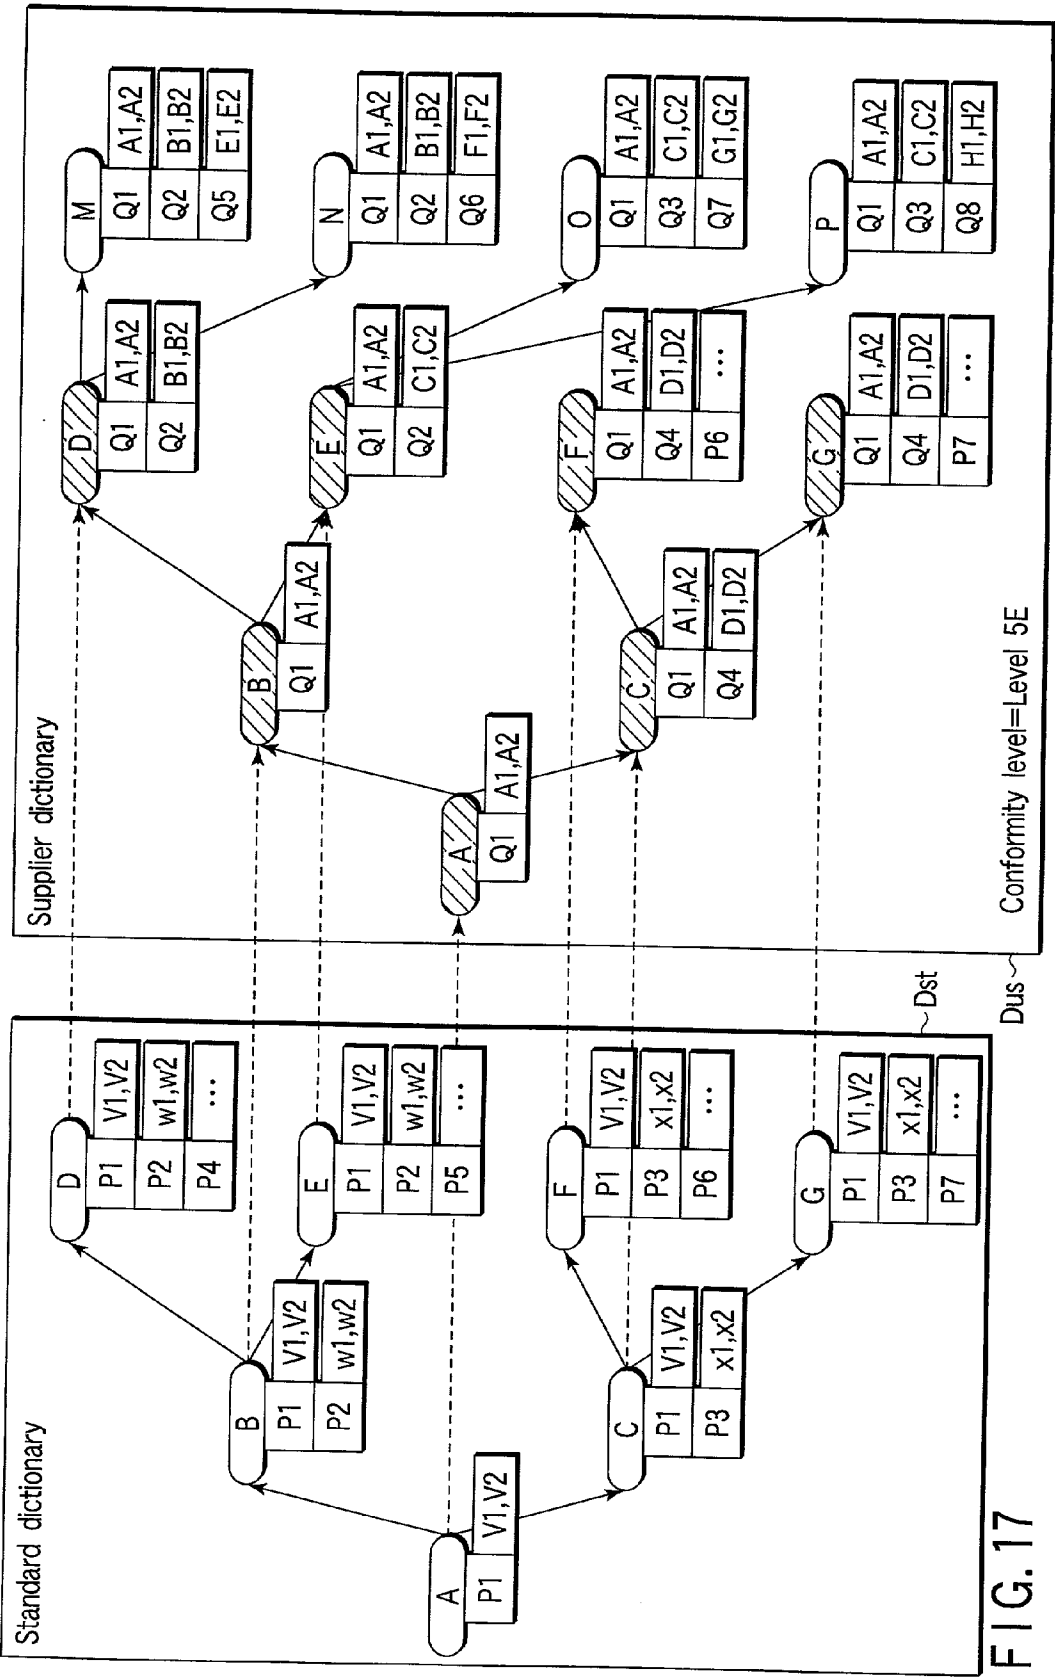 Standard dictionary
A
P1 V1,V2
B
P1 V1,V2
P2 w1,w2
C
P1 V1,V2
P3 x1,x2
D
P1 V1,V2
P2 w1,w2
P4 ...
E
P1 V1,V2
P2 w1,w2
P5 ...
F
P1 V1,V2
P3 x1,x2
P6 ...
G
P1 V1,V2
P3 x1,x2
P7 ...
Dst
Supplier dictionary
A
Q1 A1,A2
B
Q1 A1,A2
C
Q1 A1,A2
Q4 D1,D2
D
Q1 A1,A2
Q2 B1,B2
E
Q1 A1,A2
Q2 C1,C2
F
Q1 A1,A2
Q4 D1,D2
P6 ...
G
Q1 A1,A2
Q4 D1,D2
P7 ...
M
Q1 A1,A2
Q2 B1,B2
Q5 E1,E2
N
Q1 A1,A2
Q2 B1,B2
Q6 F1,F2
O
Q1 A1,A2
Q3 C1,C2
Q7 G1,G2
P
Q1 A1,A2
Q3 C1,C2
Q8 H1,H2
Conformity level=Level 5E
Dus
FIG. 17